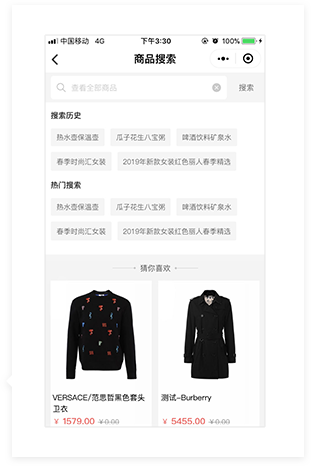 中国移动 4G 下午3:30 100%
商品搜索
查看全部商品 搜索
搜索历史
热水壶保温壶 瓜子花生八宝粥 啤酒饮料矿泉水
春季时尚汇女装 2019年新款女装红色丽人春季精选
热门搜索
热水壶保温壶 瓜子花生八宝粥 啤酒饮料矿泉水
春季时尚汇女装 2019年新款女装红色丽人春季精选
猜你喜欢
VERSACE/范思哲黑色套头
卫衣
¥ 1579.00 ¥0.00
测试-Burberry
¥ 5455.00 ¥0.00